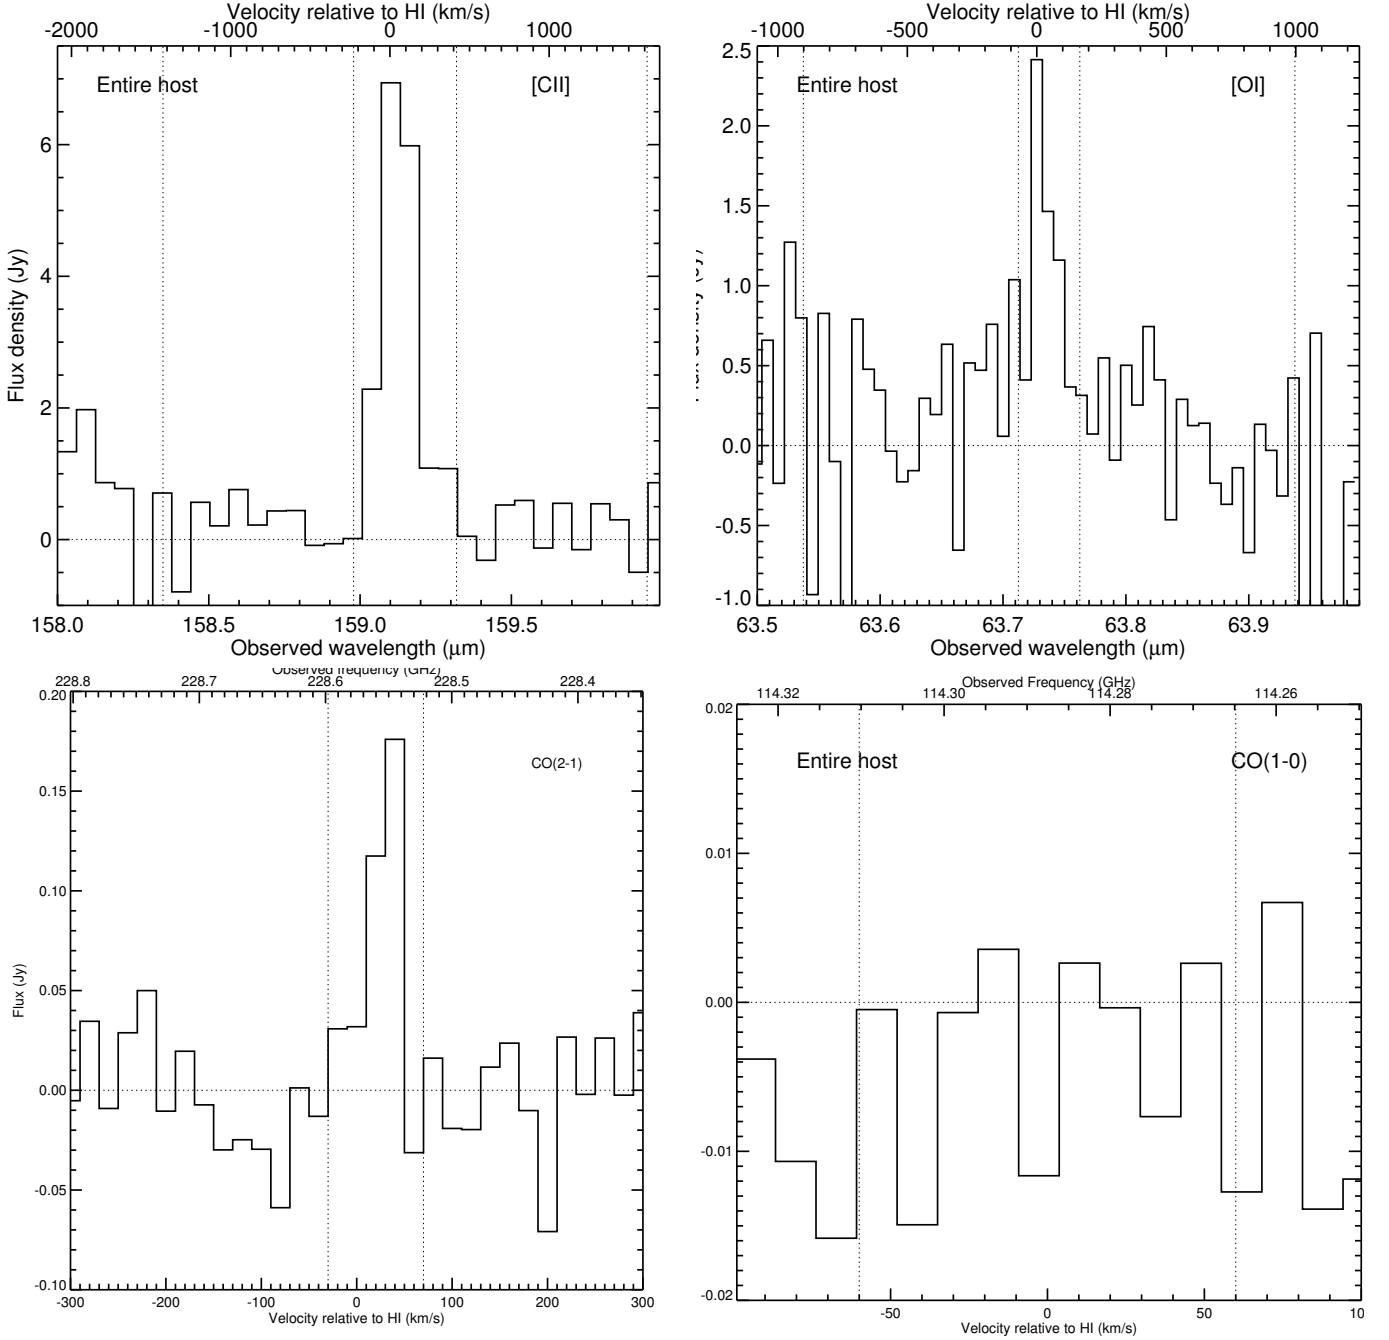 Velocity relative to HI (km/s)
-2000 -1000 0 1000
Entire host [CII]
Flux density (Jy)
6
4
2
0
158.0 158.5 159.0 159.5
Observed wavelength (μm)
Velocity relative to HI (km/s)
-1000 -500 0 500 1000
Entire host [OI]
2.5
2.0
1.5
1.0
0.5
0.0
-0.5
-1.0
63.5 63.6 63.7 63.8 63.9
Observed wavelength (μm)
Observed frequency (GHz)
228.8 228.7 228.6 228.5 228.4
CO(2-1)
Flux (Jy)
0.20
0.15
0.10
0.05
0.00
-0.05
-0.10
-300 -200 -100 0 100 200 300
Velocity relative to HI (km/s)
Observed Frequency (GHz)
114.32 114.30 114.28 114.26
Entire host CO(1-0)
0.02
0.01
0.00
-0.01
-0.02
-50 0 50 10
Velocity relative to HI (km/s)